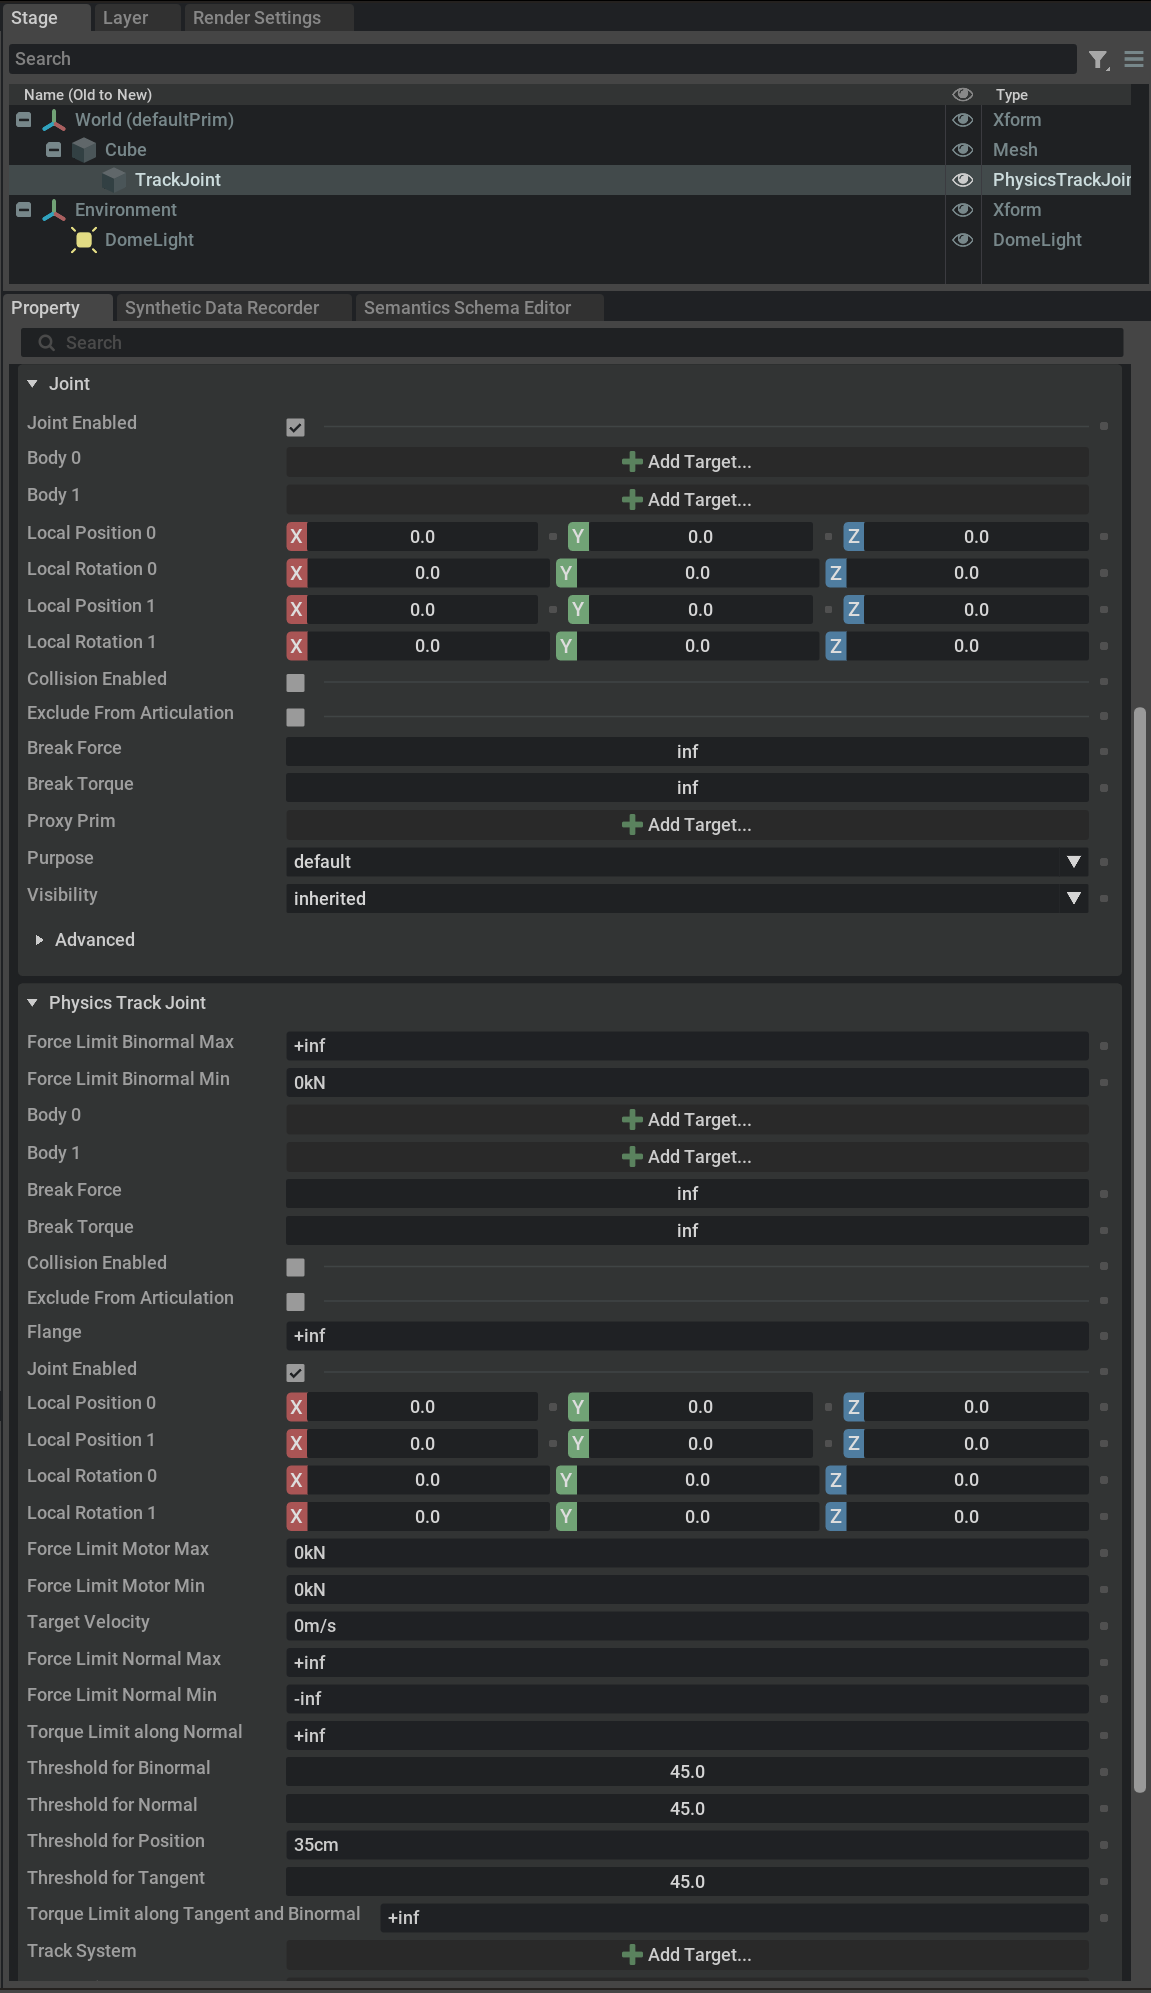 Stage Layer Render Settings
Search
Name (Old to New) Type
World (defaultPrim) Xform
Cube Mesh
TrackJoint PhysicsTrackJoir
Environment Xform
DomeLight DomeLight
Property Synthetic Data Recorder Semantics Schema Editor
Search
Joint
Joint Enabled
Body 0 Add Target...
Body 1 Add Target...
Local Position 0 X 0.0 Y 0.0 Z 0.0
Local Rotation 0 X 0.0 Y 0.0 Z 0.0
Local Position 1 X 0.0 Y 0.0 Z 0.0
Local Rotation 1 X 0.0 Y 0.0 Z 0.0
Collision Enabled
Exclude From Articulation
Break Force inf
Break Torque inf
Proxy Prim Add Target...
Purpose default
Visibility inherited
Advanced
Physics Track Joint
Force Limit Binormal Max +inf
Force Limit Binormal Min 0kN
Body 0 Add Target...
Body 1 Add Target...
Break Force inf
Break Torque inf
Collision Enabled
Exclude From Articulation
Flange +inf
Joint Enabled
Local Position 0 X 0.0 Y 0.0 Z 0.0
Local Position 1 X 0.0 Y 0.0 Z 0.0
Local Rotation 0 X 0.0 Y 0.0 Z 0.0
Local Rotation 1 X 0.0 Y 0.0 Z 0.0
Force Limit Motor Max 0kN
Force Limit Motor Min 0kN
Target Velocity 0m/s
Force Limit Normal Max +inf
Force Limit Normal Min -inf
Torque Limit along Normal +inf
Threshold for Binormal 45.0
Threshold for Normal 45.0
Threshold for Position 35cm
Threshold for Tangent 45.0
Torque Limit along Tangent and Binormal +inf
Track System Add Target...